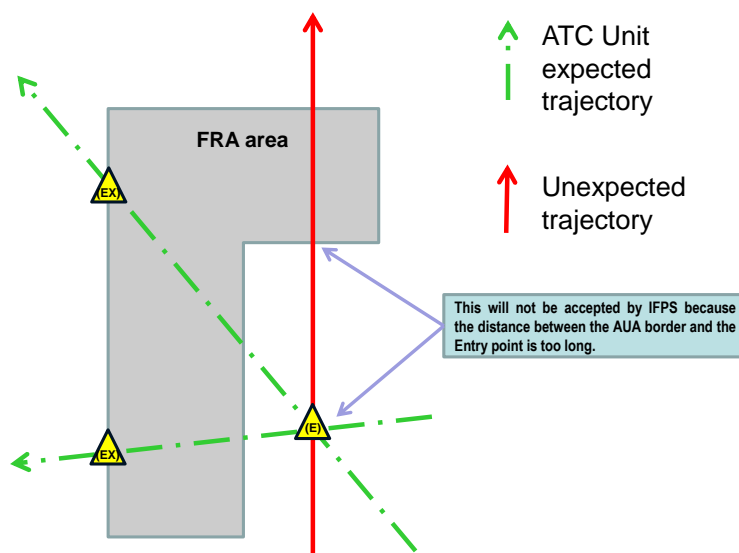 ATC Unit
expected
trajectory
FRA area
(EX)
Unexpected
trajectory
This will not be accepted by IFPS because
the distance between the AUA border and the
Entry point is too long.
(E)
(EX)